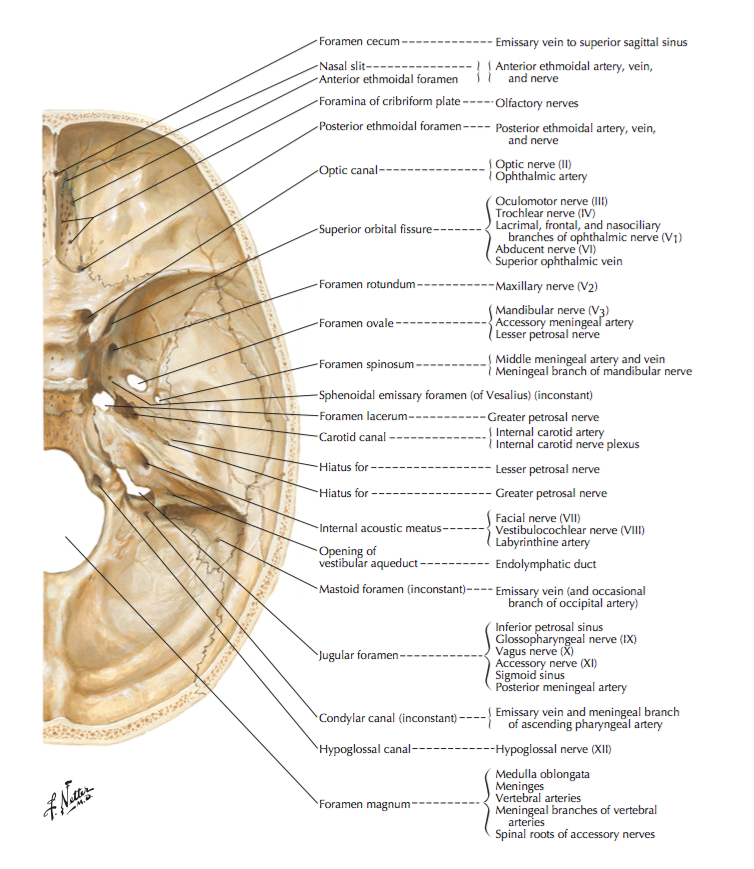 Foramen cecum Emissary vein to superior sagittal sinus
Nasal slit Anterior ethmoidal artery, vein,
Anterior ethmoidal foramen and nerve
Foramina of cribriform plate Olfactory nerves
Posterior ethmoidal foramen Posterior ethmoidal artery, vein,
and nerve
Optic canal Optic nerve (II)
Ophthalmic artery
Oculomotor nerve (III)
Trochlear nerve (IV)
Lacrimal, frontal, and nasociliary
Superior orbital fissure branches of ophthalmic nerve (V1)
Abducent nerve (VI)
Superior ophthalmic vein
Foramen rotundum Maxillary nerve (V2)
Mandibular nerve (V3)
Foramen ovale Accessory meningeal artery
Lesser petrosal nerve
Foramen spinosum Middle meningeal artery and vein
Meningeal branch of mandibular nerve
Sphenoidal emissary foramen (of Vesalius) (inconstant)
Foramen lacerum Greater petrosal nerve
Carotid canal Internal carotid artery
Internal carotid nerve plexus
Hiatus for Lesser petrosal nerve
Hiatus for Greater petrosal nerve
Facial nerve (VII)
Internal acoustic meatus Vestibulocochlear nerve (VIII)
Labyrinthine artery
Opening of
vestibular aqueduct Endolymphatic duct
Mastoid foramen (inconstant) Emissary vein (and occasional
branch of occipital artery)
Inferior petrosal sinus
Glossopharyngeal nerve (IX)
Jugular foramen Vagus nerve (X)
Accessory nerve (XI)
Sigmoid sinus
Posterior meningeal artery
Condylar canal (inconstant) Emissary vein and meningeal branch
of ascending pharyngeal artery
Hypoglossal canal Hypoglossal nerve (XII)
Medulla oblongata
Meninges
Foramen magnum Vertebral arteries
Meningeal branches of vertebral
arteries
Spinal roots of accessory nerves
F. Netter
M.D.